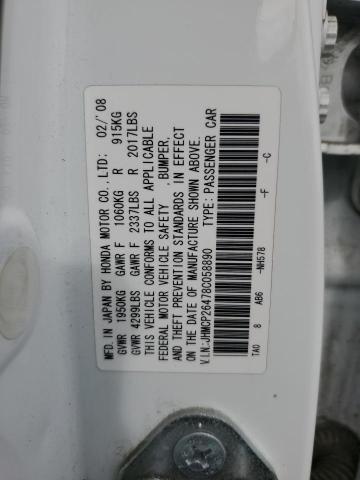 MFD. IN JAPAN BY HONDA MOTOR CO., LTD: 02/'08
GVWR 1950KG GAWR F 1060KG R 915KG
GVWR 4299LBS GAWR F 2337LBS R 2017LBS
THIS VEHICLE CONFORMS TO ALL APPLICABLE
FEDERAL MOTOR VEHICLE SAFETY , BUMPER,
AND THEFT PREVENTION STANDARDS IN EFFECT
ON THE DATE OF MANUFACTURE SHOWN ABOVE.
V.I.N.:JHMCP26478C058890 TYPE: PASSENGER CAR
TA0 8 AB6 -NH578 -F -C